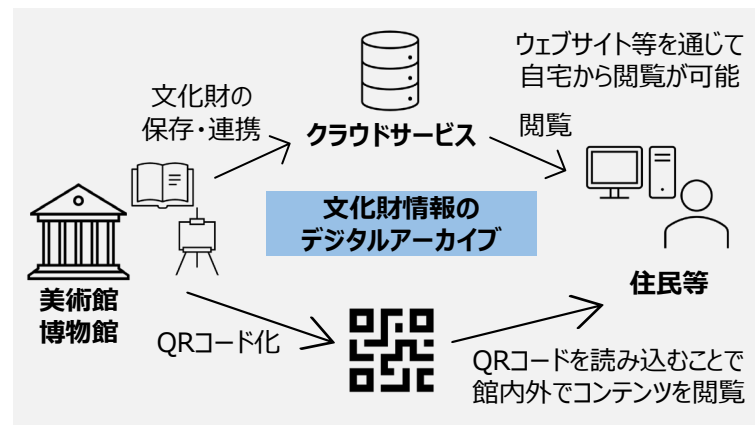 ウェブサイト等を通じて
自宅から閲覧が可能
文化財の
保存・連携
クラウドサービス
閲覧
文化財情報の
デジタルアーカイブ
美術館
博物館
住民等
QRコード化
QRコードを読み込むことで
館内外でコンテンツを閲覧